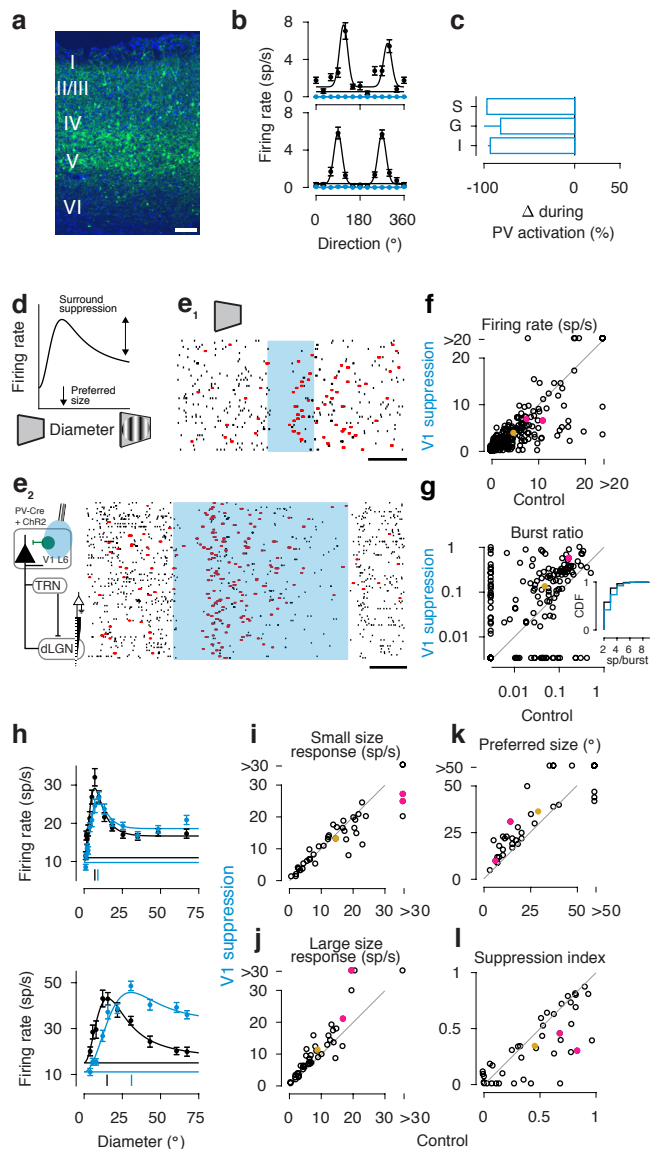 a
I
II/III
IV
V
VI
b
Firing rate (sp/s)
8
4
0
8
4
0
0 180 360
Direction (°)
c
S
G
I
-100 0 50
Δ during
PV activation (%)
d
Firing rate
Surround
suppression
Preferred
size
Diameter
e1
e2
PV-Cre
+ ChR2
V1 L6
TRN
dLGN
f
Firing rate (sp/s)
V1 suppression
>20
20
10
0
0 10 20 >20
Control
g
Burst ratio
V1 suppression
1
0.1
0.01
0.01 0.1 1
Control
CDF
1
0
2 4 6 8
sp/burst
h
Firing rate (sp/s)
30
20
10
0 25 50 75
Firing rate (sp/s)
50
30
10
0 25 50 75
Diameter (°)
V1 suppression
i
Small size
response (sp/s)
>30
30
20
10
0
0 10 20 30 >30
j
Large size
response (sp/s)
>30
30
20
10
0
0 10 20 30 >30
k
Preferred size (°)
>50
50
25
0
0 25 50 >50
l
Suppression index
1
0.5
0
0 0.5 1
Control